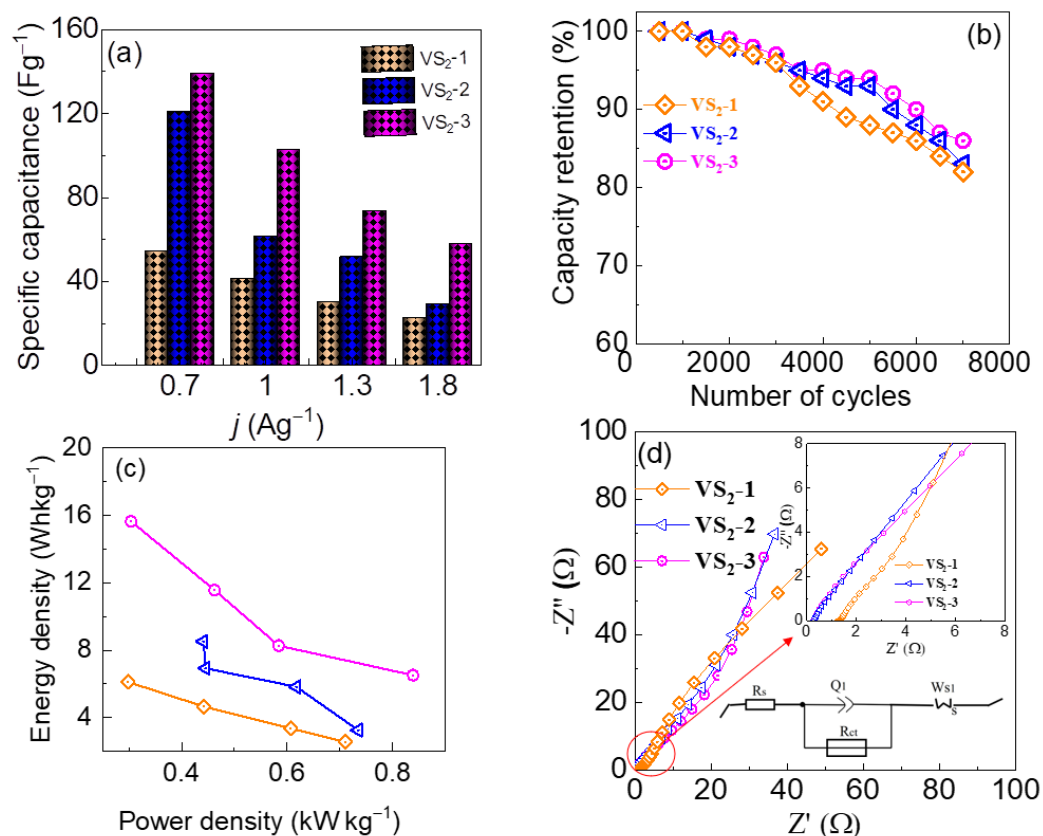 (a)
Specific capacitance (Fg⁻¹)
160
120
80
40
0
VS₂-1
VS₂-2
VS₂-3
0.7 1 1.3 1.8
j (Ag⁻¹)
(b)
Capacity retention (%)
100
90
80
70
60
VS₂-1
VS₂-2
VS₂-3
0 2000 4000 6000 8000
Number of cycles
(c)
Energy density (Whkg⁻¹)
20
16
12
8
4
0.4 0.6 0.8
Power density (kW kg⁻¹)
(d)
-Z'' (Ω)
100
80
60
40
20
0
VS₂-1
VS₂-2
VS₂-3
-Z'' (Ω)
8
6
4
2
0
VS₂-1
VS₂-2
VS₂-3
0 2 4 6 8
Z' (Ω)
Rs Q1 Ws1
s
Rct
0 20 40 60 80 100
Z' (Ω)